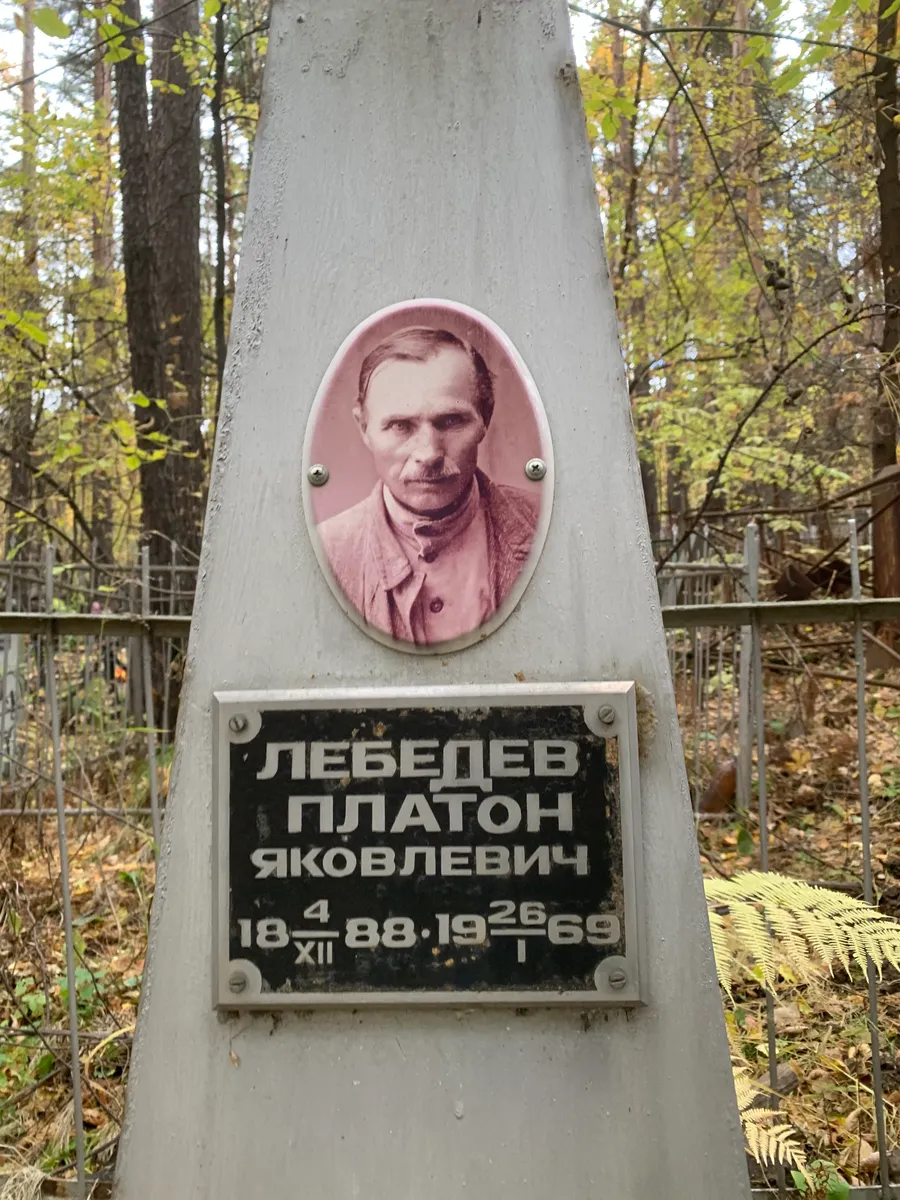 ЛЕБЕДЕВ
ПЛАТОН
ЯКОВЛЕВИЧ
18 4/XII 88 · 19 26/I 69